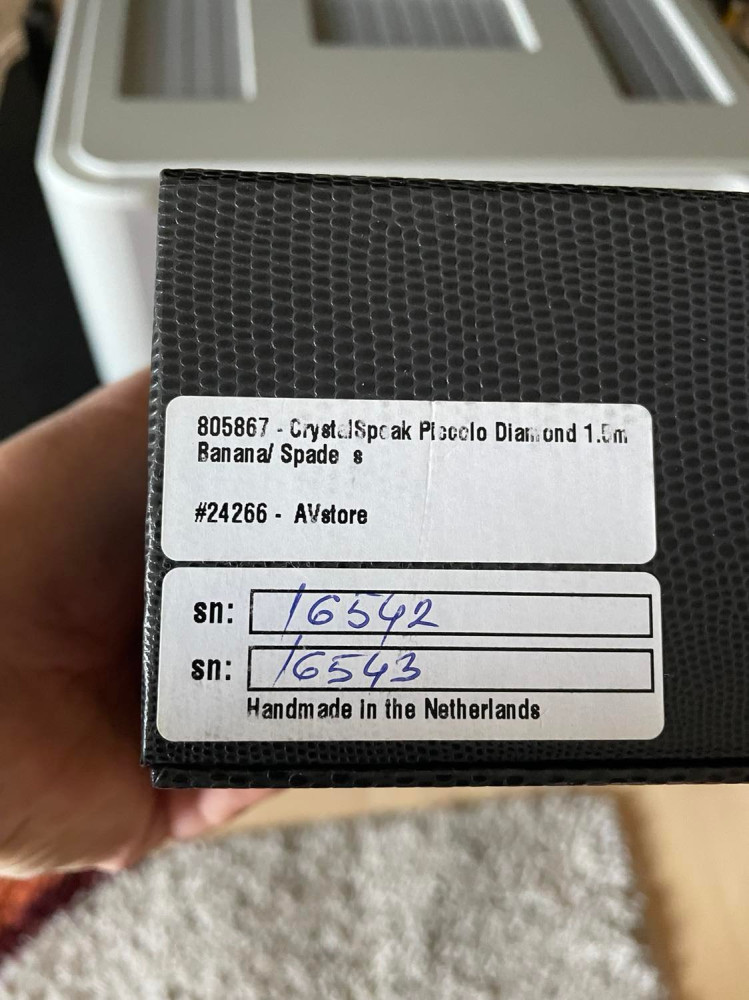 805867 - CrystalSpeak Piccolo Diamond 1.5m
Banana/ Spade s
#24266 - AVstore
sn: 16542
sn: 16543
Handmade in the Netherlands